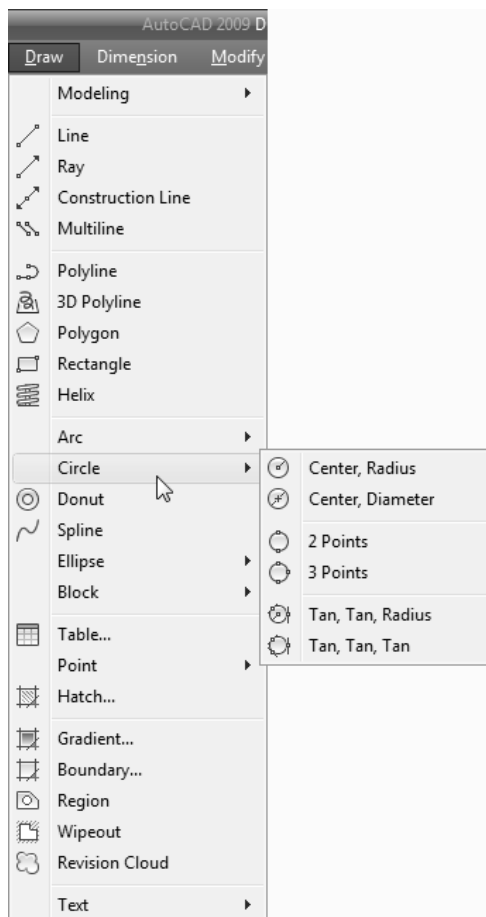 AutoCAD 2009 D
Draw Dimension Modify
Modeling
Line
Ray
Construction Line
Multiline
Polyline
3D Polyline
Polygon
Rectangle
Helix
Arc
Circle
Donut
Spline
Ellipse
Block
Table...
Point
Hatch...
Gradient...
Boundary...
Region
Wipeout
Revision Cloud
Text
Center, Radius
Center, Diameter
2 Points
3 Points
Tan, Tan, Radius
Tan, Tan, Tan